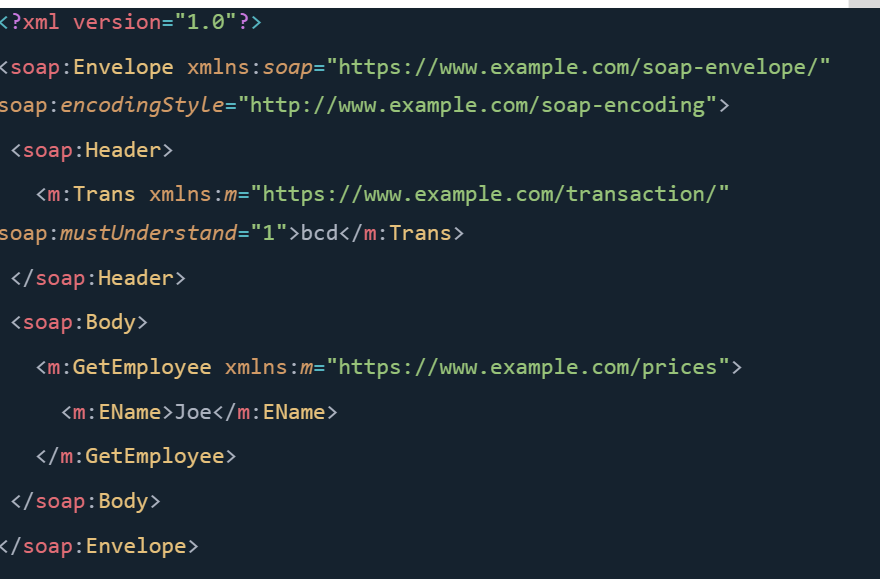 <?xml version="1.0"?>
<soap:Envelope xmlns:soap="https://www.example.com/soap-envelope/"
soap:encodingStyle="http://www.example.com/soap-encoding">
<soap:Header>
<m:Trans xmlns:m="https://www.example.com/transaction/"
soap:mustUnderstand="1">bcd</m:Trans>
</soap:Header>
<soap:Body>
<m:GetEmployee xmlns:m="https://www.example.com/prices">
<m:EName>Joe</m:EName>
</m:GetEmployee>
</soap:Body>
</soap:Envelope>